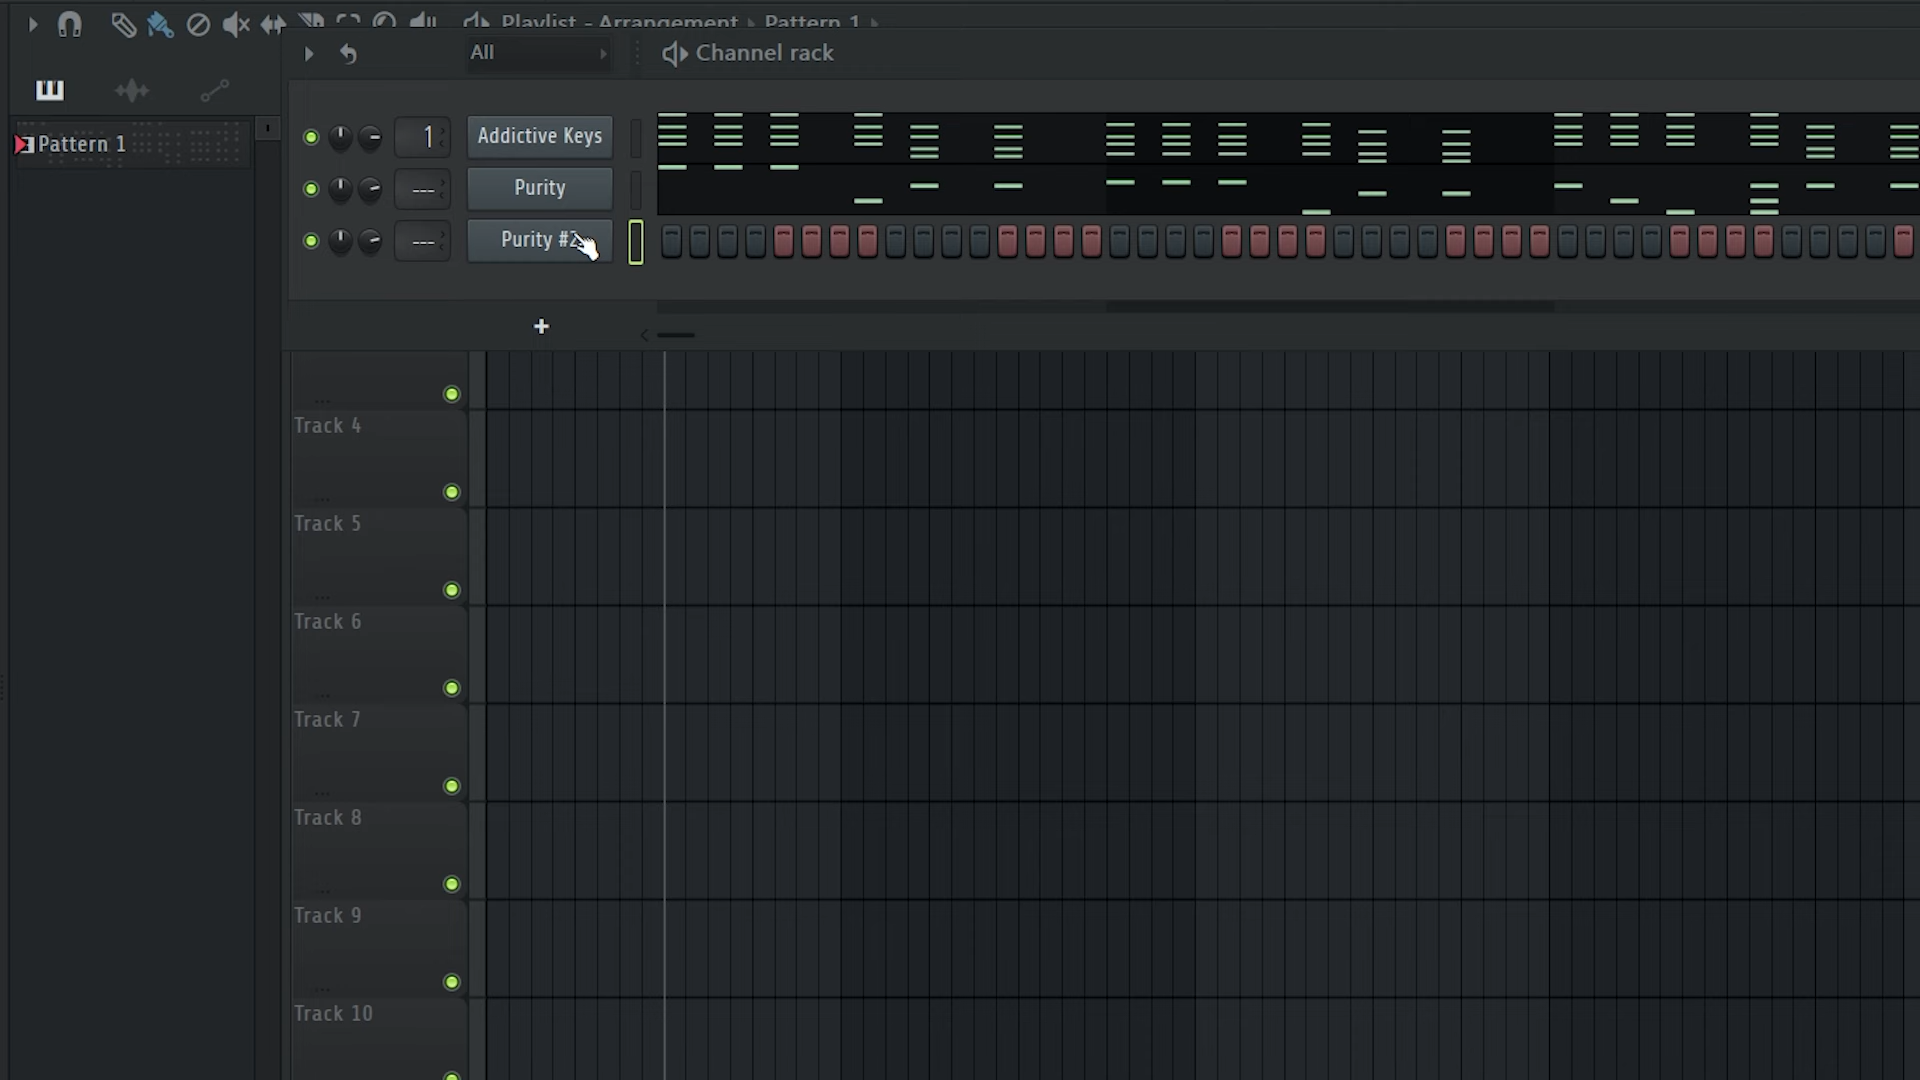 Playlist - Arrangement › Pattern 1 ›
All
Channel rack
Pattern 1
1 Addictive Keys
--- Purity
--- Purity #2
+
Track 4
Track 5
Track 6
Track 7
Track 8
Track 9
Track 10